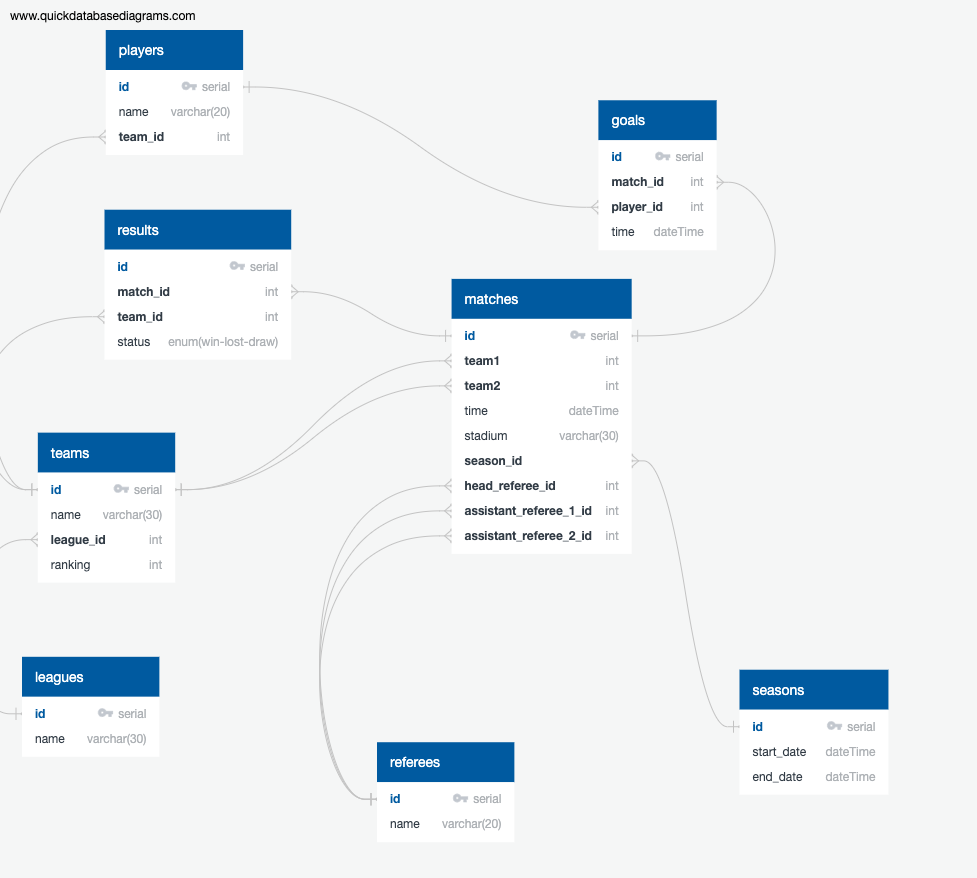 www.quickdatabasediagrams.com
players
id serial
name varchar(20)
team_id int
goals
id serial
match_id int
player_id int
time dateTime
results
id serial
match_id int
team_id int
status enum(win-lost-draw)
matches
id serial
team1 int
team2 int
time dateTime
stadium varchar(30)
season_id
head_referee_id int
assistant_referee_1_id int
assistant_referee_2_id int
teams
id serial
name varchar(30)
league_id int
ranking int
leagues
id serial
name varchar(30)
seasons
id serial
start_date dateTime
end_date dateTime
referees
id serial
name varchar(20)